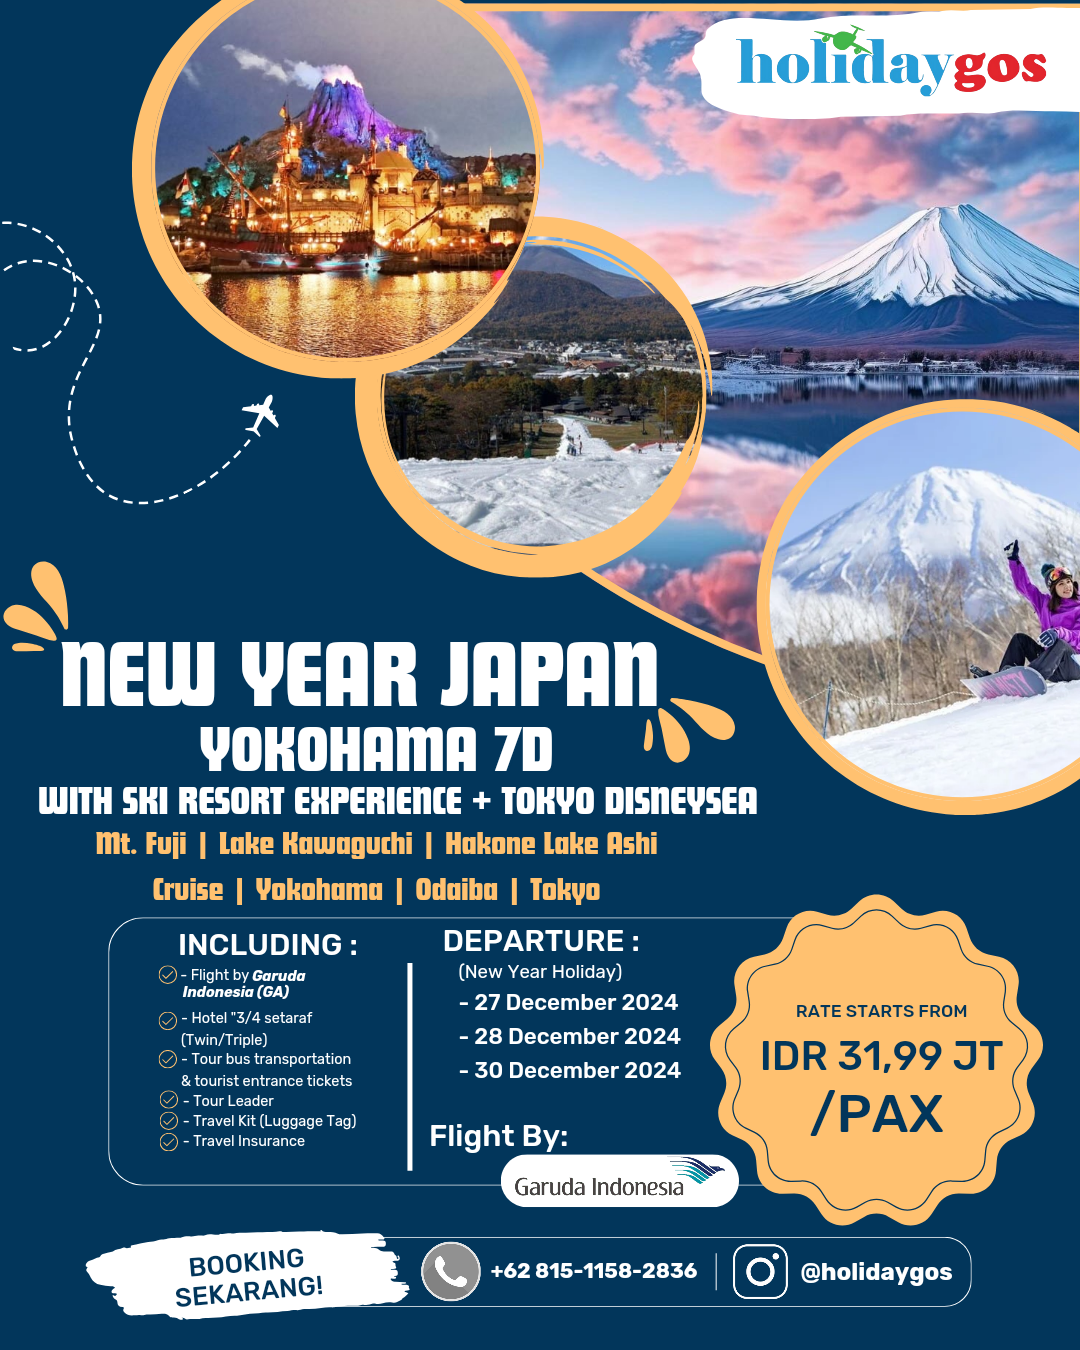 holidaygos
NEW YEAR JAPAN
YOKOHAMA 7D
WITH SKI RESORT EXPERIENCE + TOKYO DISNEYSEA
Mt. Fuji | Lake Kawaguchi | Hakone Lake Ashi
Cruise | Yokohama | Odaiba | Tokyo
INCLUDING :
- Flight by Garuda
Indonesia (GA)
- Hotel "3/4 setaraf
(Twin/Triple)
- Tour bus transportation
& tourist entrance tickets
- Tour Leader
- Travel Kit (Luggage Tag)
- Travel Insurance
DEPARTURE :
(New Year Holiday)
- 27 December 2024
- 28 December 2024
- 30 December 2024
Flight By:
Garuda Indonesia
RATE STARTS FROM
IDR 31,99 JT
/PAX
BOOKING
SEKARANG!
+62 815-1158-2836
@holidaygos